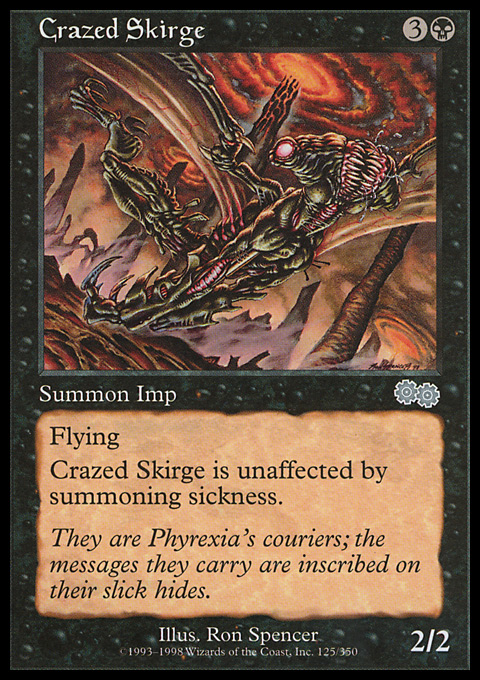 Crazed Skirge 3
Summon Imp
Flying
Crazed Skirge is unaffected by
summoning sickness.
They are Phyrexia's couriers; the
messages they carry are inscribed on
their slick hides.
Illus. Ron Spencer
2/2
©1993–1998 Wizards of the Coast, Inc. 125/350